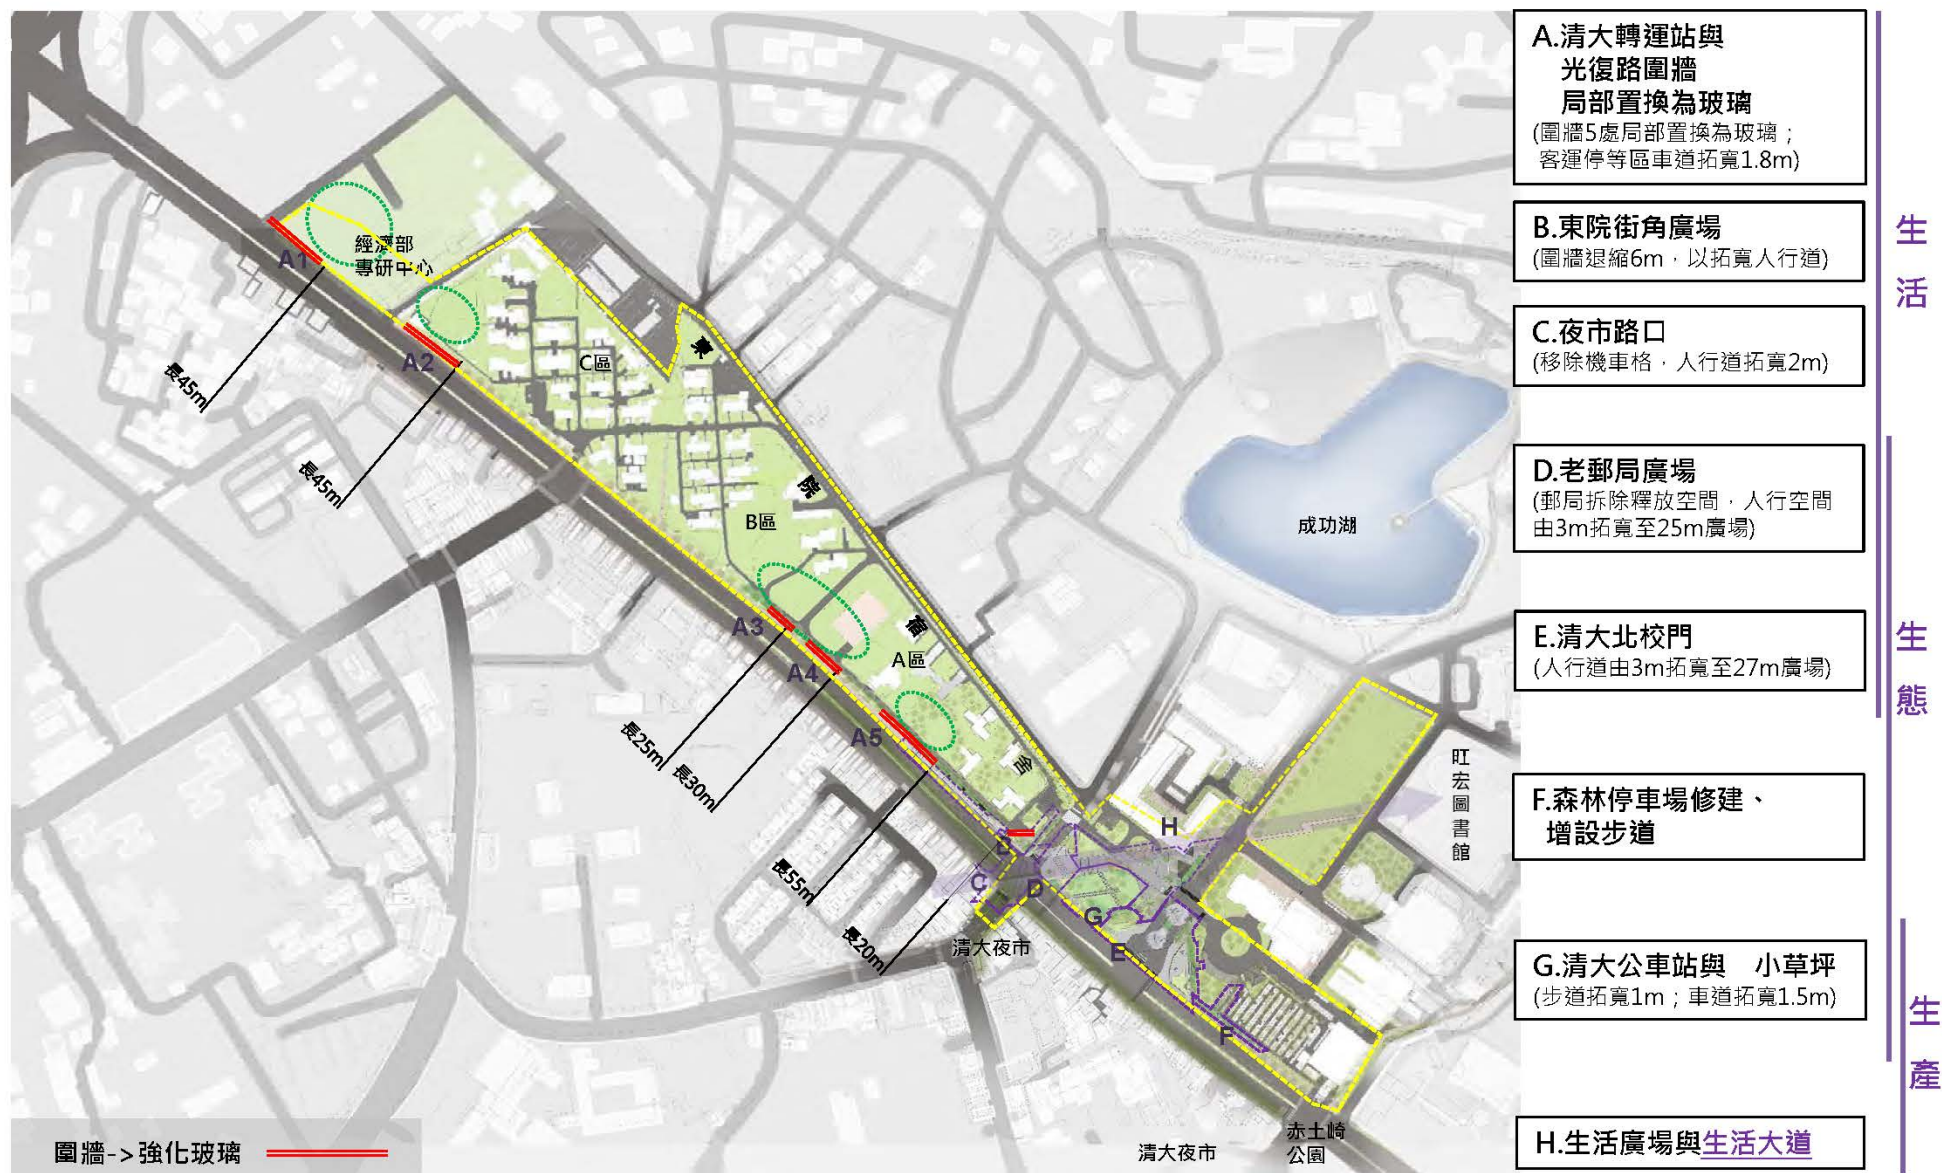 A.清大轉運站與
光復路圍牆
局部置換為玻璃
(圍牆5處局部置換為玻璃；
客運停等區車道拓寬1.8m)
B.東院街角廣場
(圍牆退縮6m，以拓寬人行道)
C.夜市路口
(移除機車格，人行道拓寬2m)
D.老郵局廣場
(郵局拆除釋放空間，人行空間
由3m拓寬至25m廣場)
E.清大北校門
(人行道由3m拓寬至27m廣場)
F.森林停車場修建、
增設步道
G.清大公車站與　小草坪
(步道拓寬1m；車道拓寬1.5m)
H.生活廣場與生活大道
生活
生態
生產
經濟部
專研中心
A1
A2
A3
A4
A5
長45m
長45m
長25m
長30m
長55m
長20m
C區
B區
A區
東院宿舍
成功湖
旺宏圖書館
H
B
C
D
G
E
F
清大夜市
清大夜市
赤土崎
公園
圍牆->強化玻璃